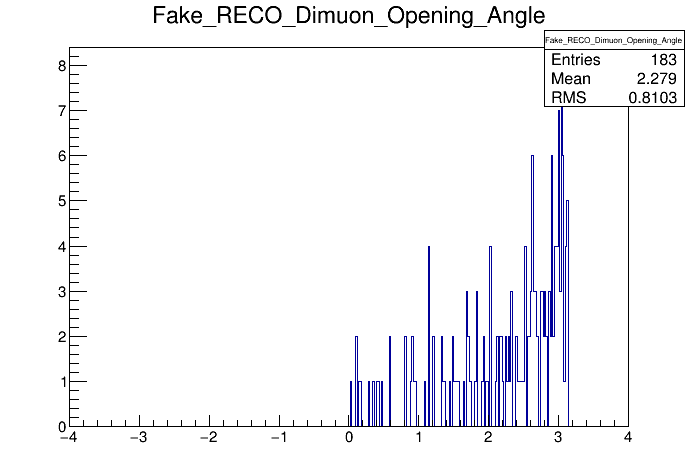 Fake_RECO_Dimuon_Opening_Angle
Fake_RECO_Dimuon_Opening_Angle
Entries 183
Mean 2.279
RMS 0.8103
8
7
6
5
4
3
2
1
0
−4 −3 −2 −1 0 1 2 3 4